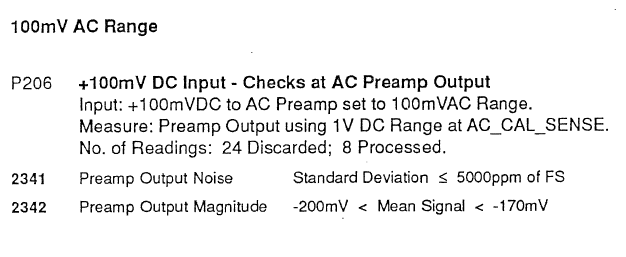 100mV AC Range
P206 +100mV DC Input - Checks at AC Preamp Output
Input: +100mVDC to AC Preamp set to 100mVAC Range.
Measure: Preamp Output using 1V DC Range at AC_CAL_SENSE.
No. of Readings: 24 Discarded; 8 Processed.
2341 Preamp Output Noise Standard Deviation ≤ 5000ppm of FS
2342 Preamp Output Magnitude -200mV < Mean Signal < -170mV